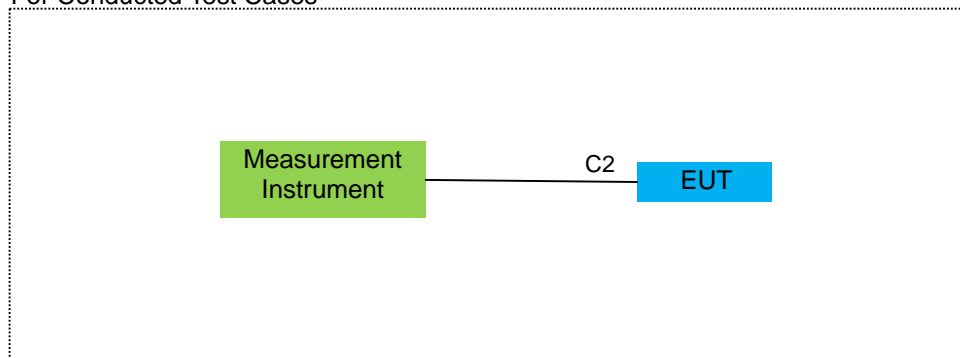 For Conducted Test Cases
Measurement
Instrument
C2
EUT